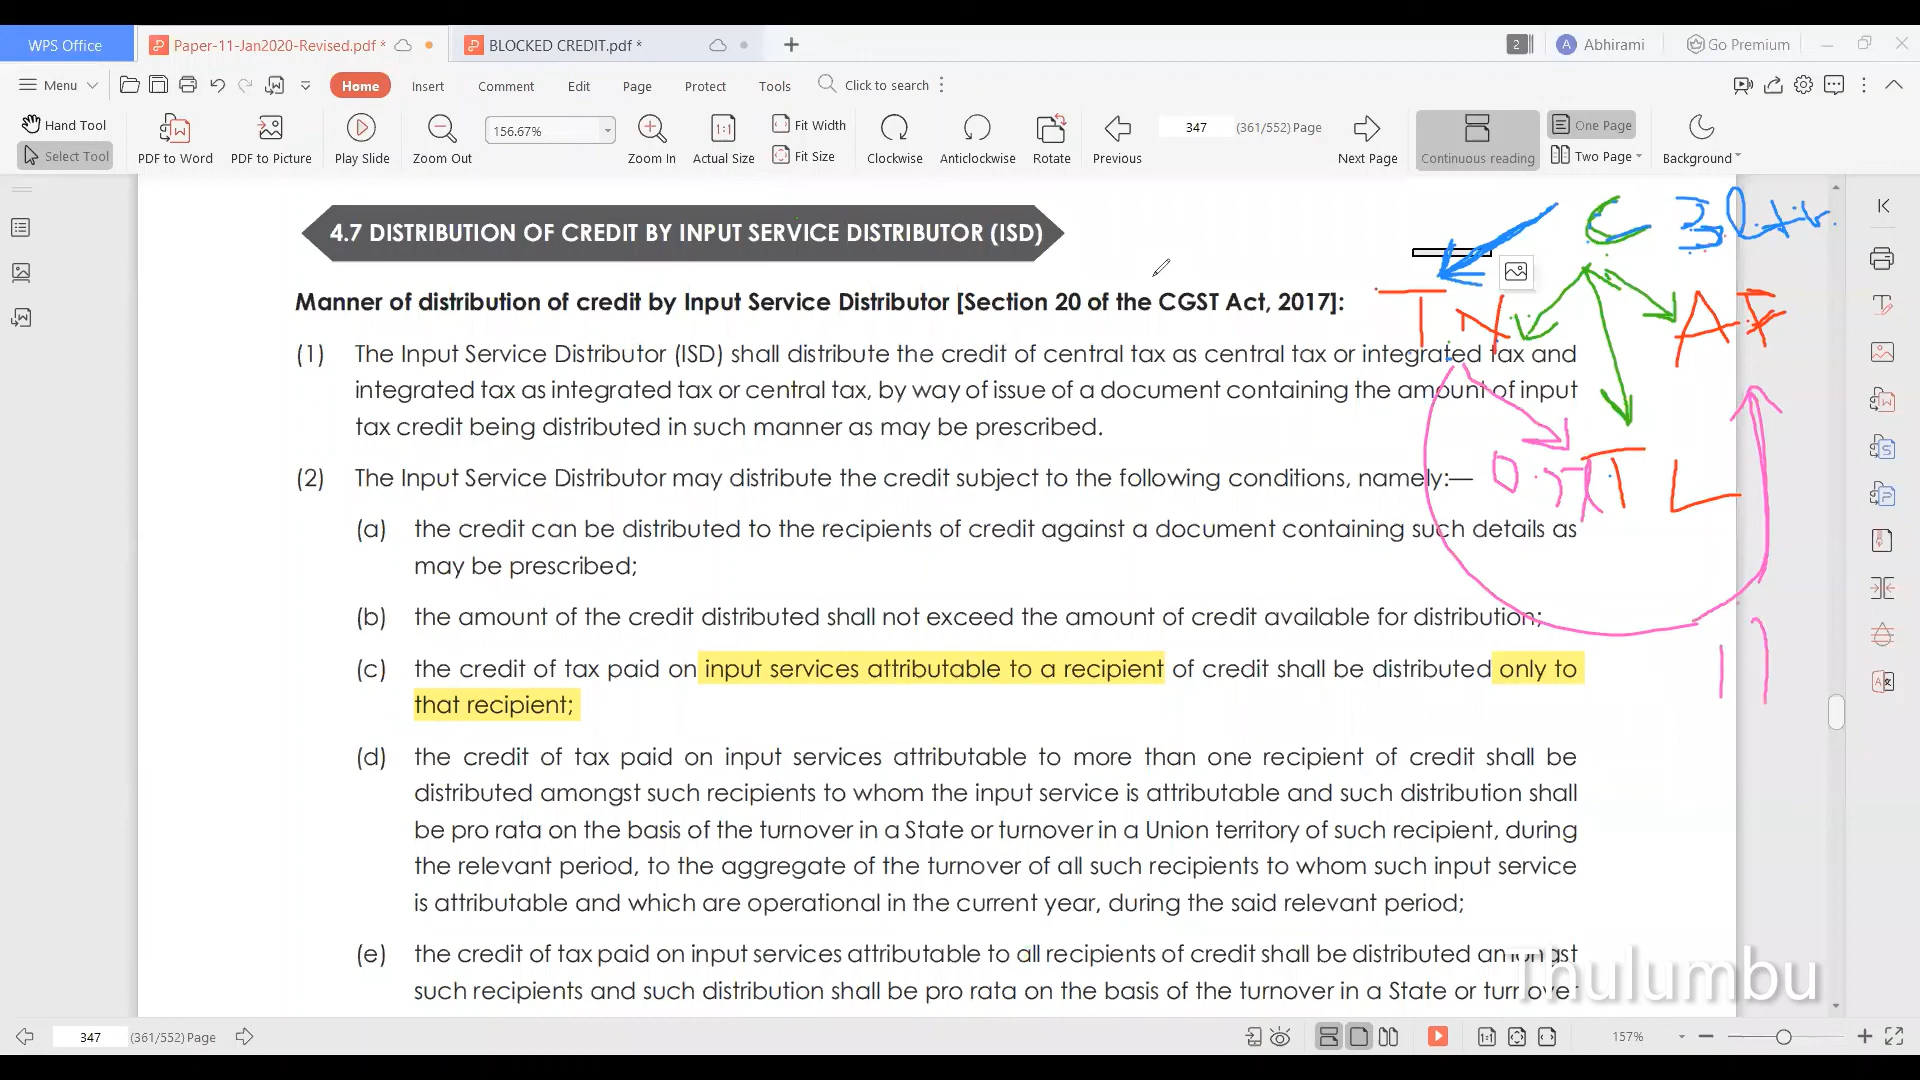 WPS Office
Paper-11-Jan2020-Revised.pdf *
BLOCKED CREDIT.pdf *
2
A Abhirami
Go Premium
Menu
Home
Insert
Comment
Edit
Page
Protect
Tools
Click to search
Hand Tool
Select Tool
PDF to Word
PDF to Picture
Play Slide
Zoom Out
156.67%
Zoom In
1:1
Actual Size
Fit Width
Fit Size
Clockwise
Anticlockwise
Rotate
Previous
347 (361/552) Page
Next Page
Continuous reading
One Page
Two Page
Background
4.7 DISTRIBUTION OF CREDIT BY INPUT SERVICE DISTRIBUTOR (ISD)
Manner of distribution of credit by Input Service Distributor [Section 20 of the CGST Act, 2017]:
(1) The Input Service Distributor (ISD) shall distribute the credit of central tax as central tax or integrated tax and
integrated tax as integrated tax or central tax, by way of issue of a document containing the amount of input
tax credit being distributed in such manner as may be prescribed.
(2) The Input Service Distributor may distribute the credit subject to the following conditions, namely:—
(a) the credit can be distributed to the recipients of credit against a document containing such details as
may be prescribed;
(b) the amount of the credit distributed shall not exceed the amount of credit available for distribution;
(c) the credit of tax paid on input services attributable to a recipient of credit shall be distributed only to
that recipient;
(d) the credit of tax paid on input services attributable to more than one recipient of credit shall be
distributed amongst such recipients to whom the input service is attributable and such distribution shall
be pro rata on the basis of the turnover in a State or turnover in a Union territory of such recipient, during
the relevant period, to the aggregate of the turnover of all such recipients to whom such input service
is attributable and which are operational in the current year, during the said relevant period;
(e) the credit of tax paid on input services attributable to all recipients of credit shall be distributed amongst
such recipients and such distribution shall be pro rata on the basis of the turnover in a State or turnover
C
TN
TL
Thulumbu
347 (361/552) Page
157%